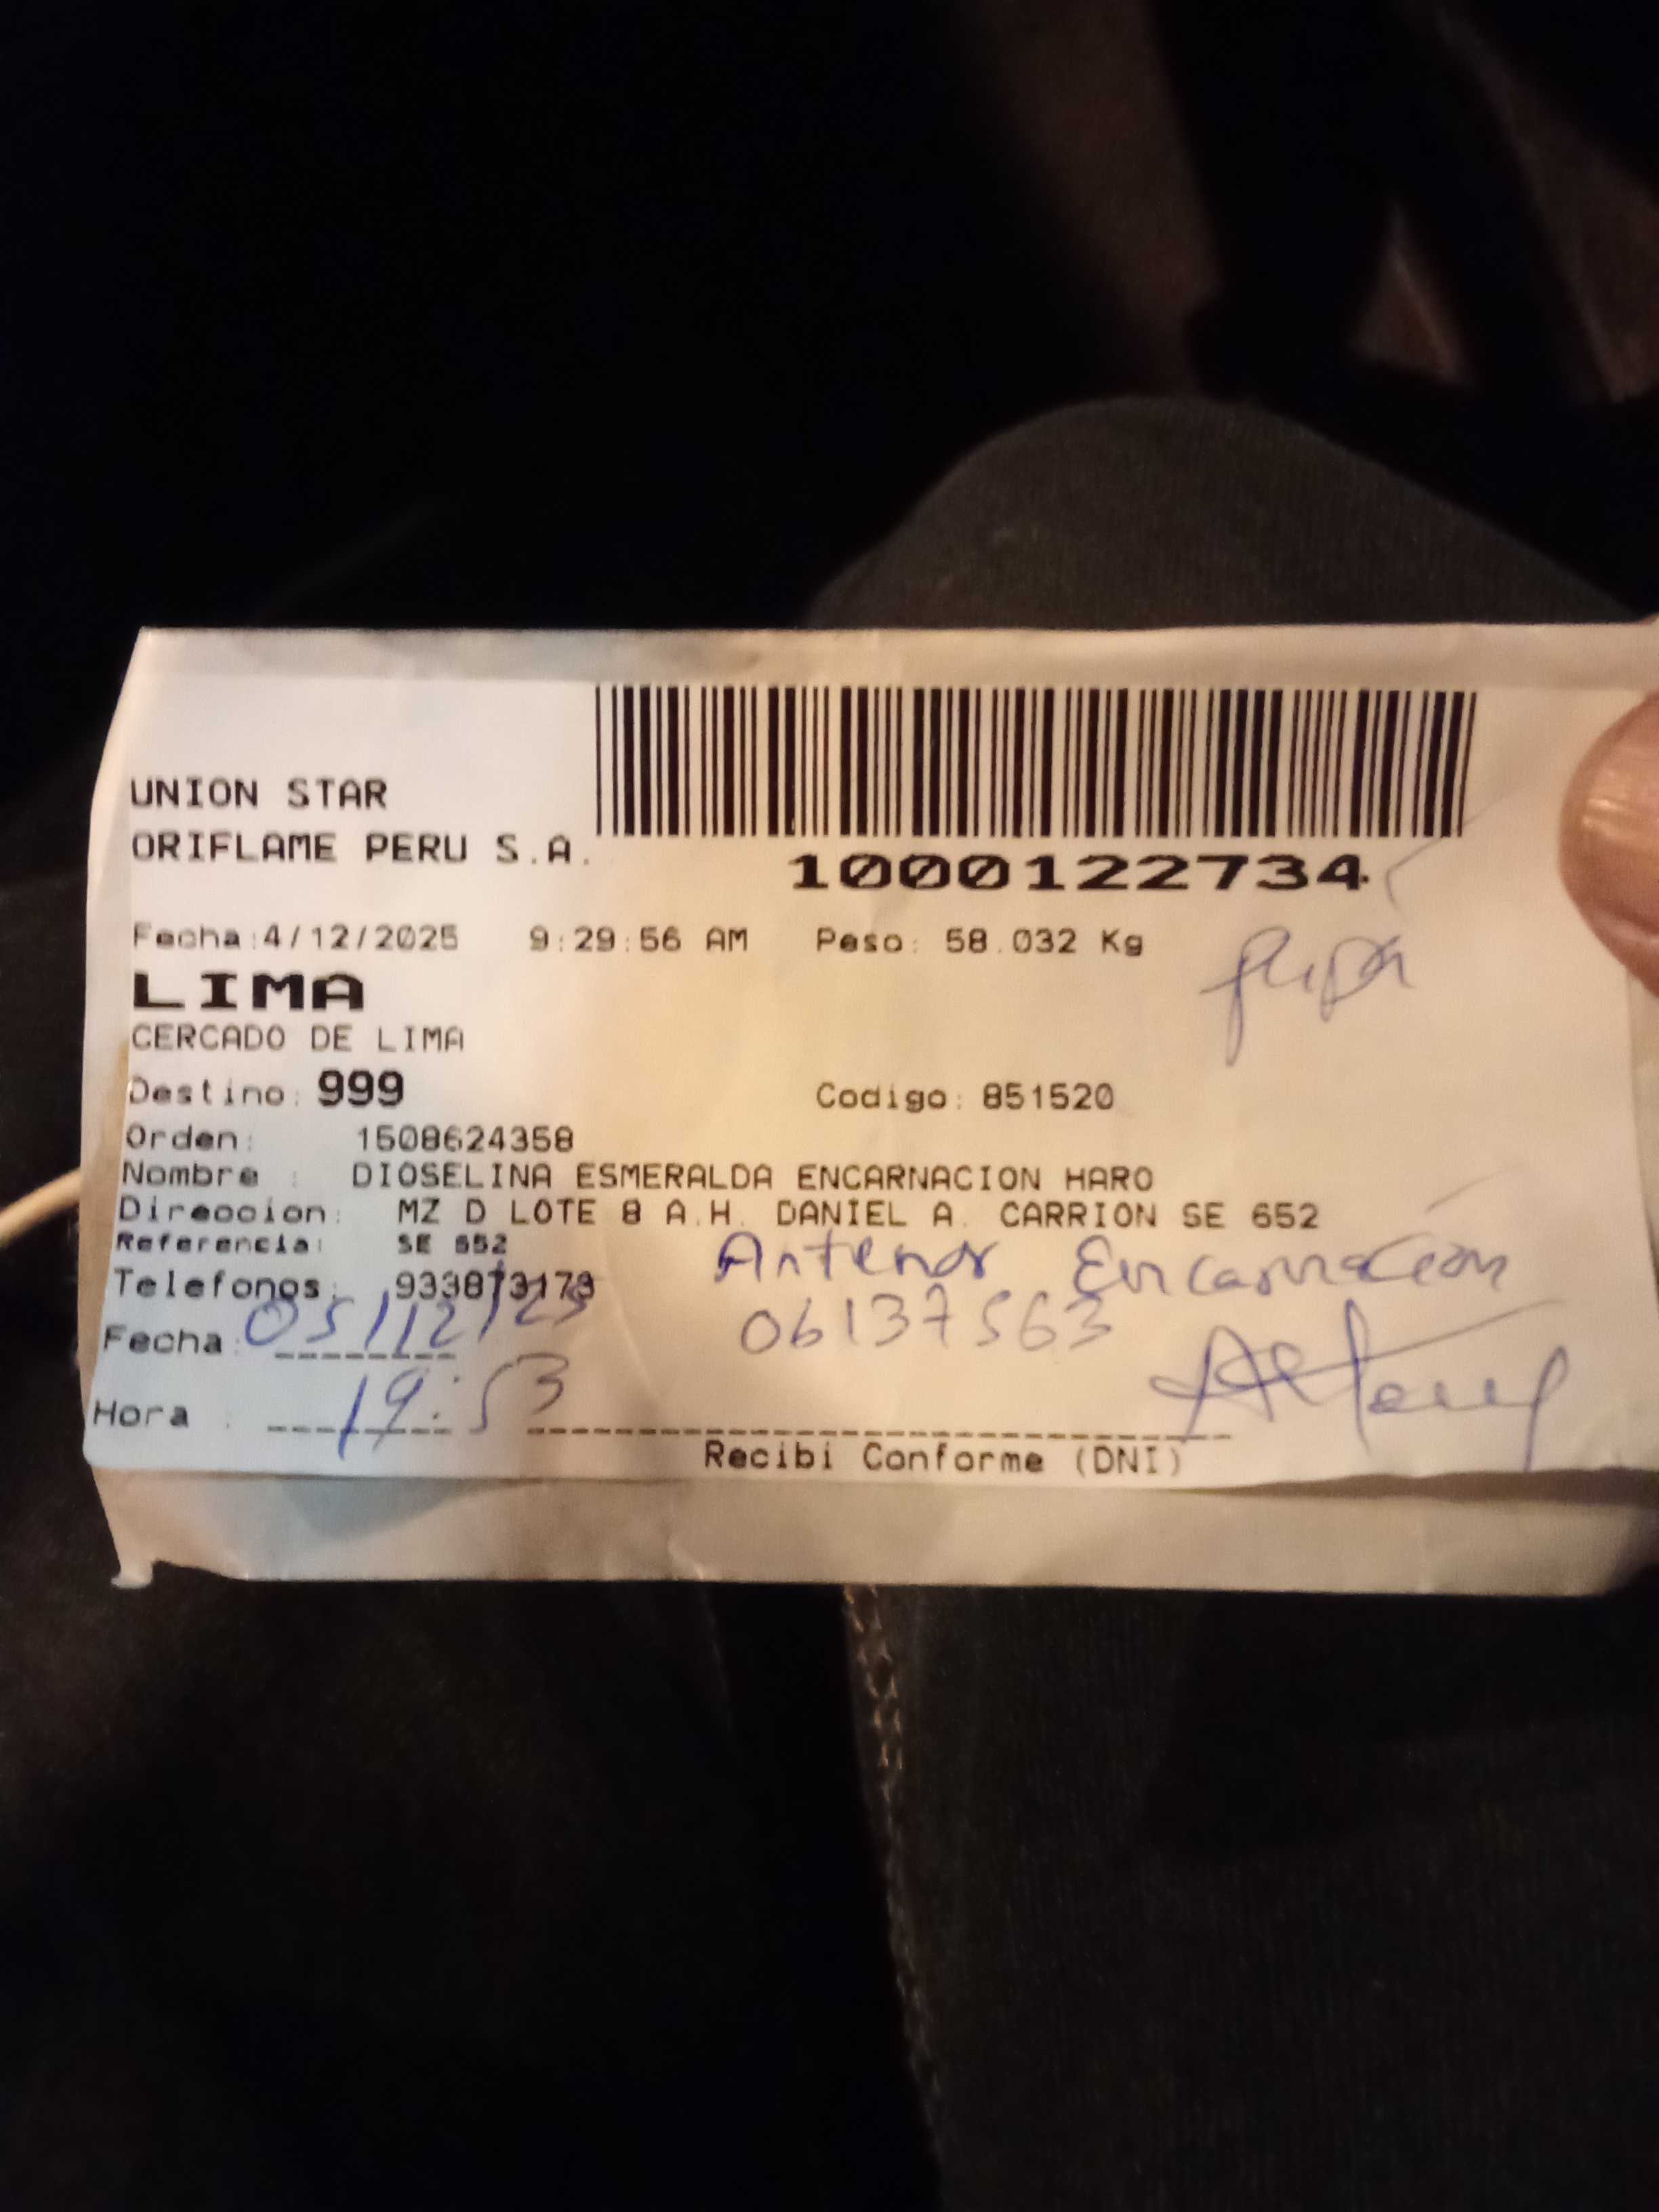 UNION STAR
ORIFLAME PERU S.A.
1000122734
Fecha:4/12/2025 9:29:56 AM Peso: 58.032 Kg
LIMA
CERCADO DE LIMA
Destino: 999 Codigo: 851520
Orden: 1508624358
Nombre : DIOSELINA ESMERALDA ENCARNACION HARO
Direccion: MZ D LOTE 8 A.H. DANIEL A. CARRION SE 652
Referencia: SE 652 Antenor Encarnación
Telefonos: 933873173
Fecha: 05/12/25 06137563
Hora : 19:53
Recibi Conforme (DNI)